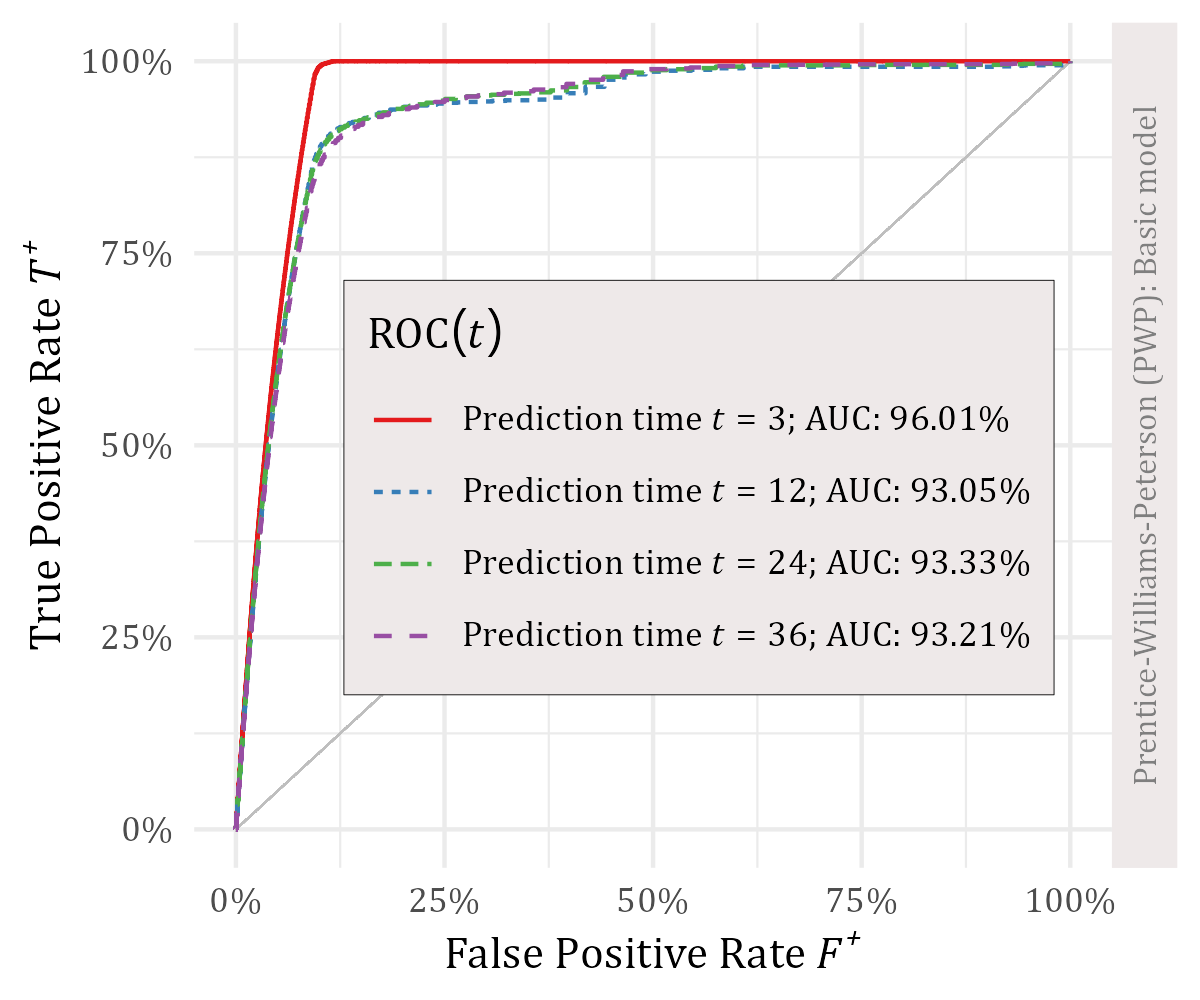 100%
75%
50%
25%
0%
True Positive Rate T⁺
ROC(t)
Prediction time t = 3; AUC: 96.01%
Prediction time t = 12; AUC: 93.05%
Prediction time t = 24; AUC: 93.33%
Prediction time t = 36; AUC: 93.21%
Prentice-Williams-Peterson (PWP): Basic model
0% 25% 50% 75% 100%
False Positive Rate F⁺